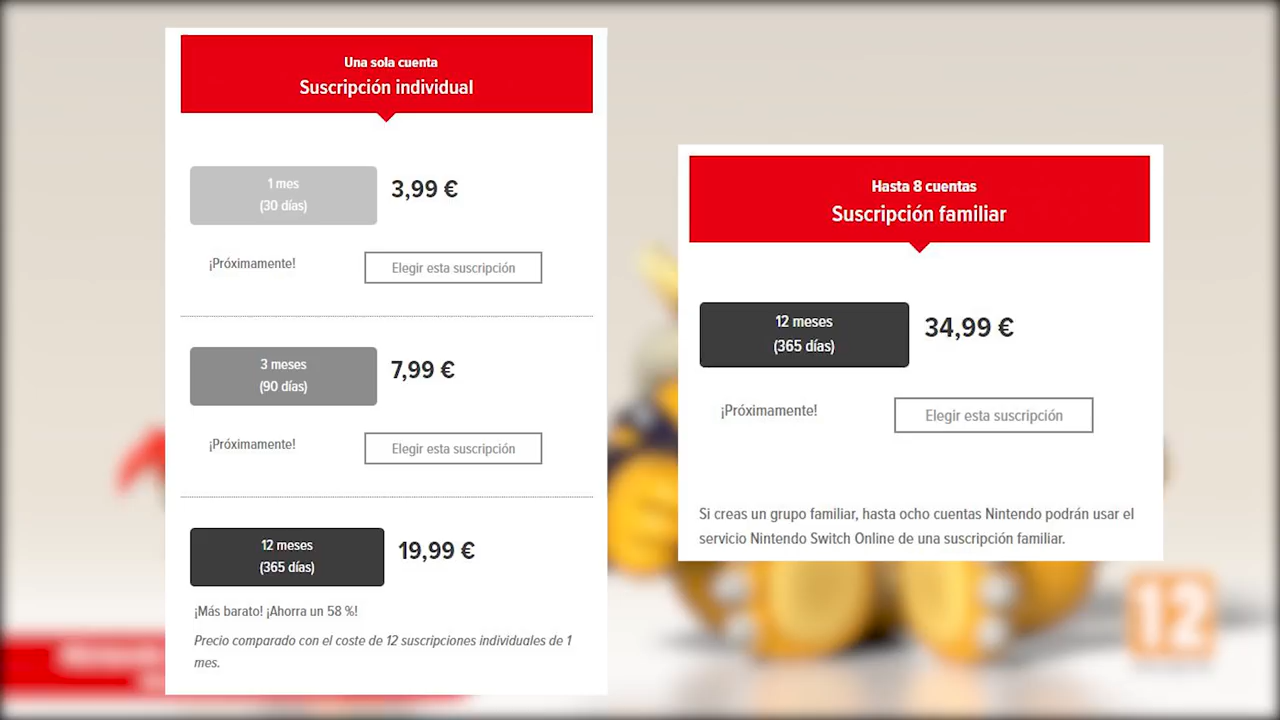 Una sola cuenta
Suscripción individual
1 mes
(30 días)
3,99 €
¡Próximamente!
Elegir esta suscripción
3 meses
(90 días)
7,99 €
¡Próximamente!
Elegir esta suscripción
12 meses
(365 días)
19,99 €
¡Más barato! ¡Ahorra un 58 %!
Precio comparado con el coste de 12 suscripciones individuales de 1
mes.
Hasta 8 cuentas
Suscripción familiar
12 meses
(365 días)
34,99 €
¡Próximamente!
Elegir esta suscripción
Si creas un grupo familiar, hasta ocho cuentas Nintendo podrán usar el
servicio Nintendo Switch Online de una suscripción familiar.
12